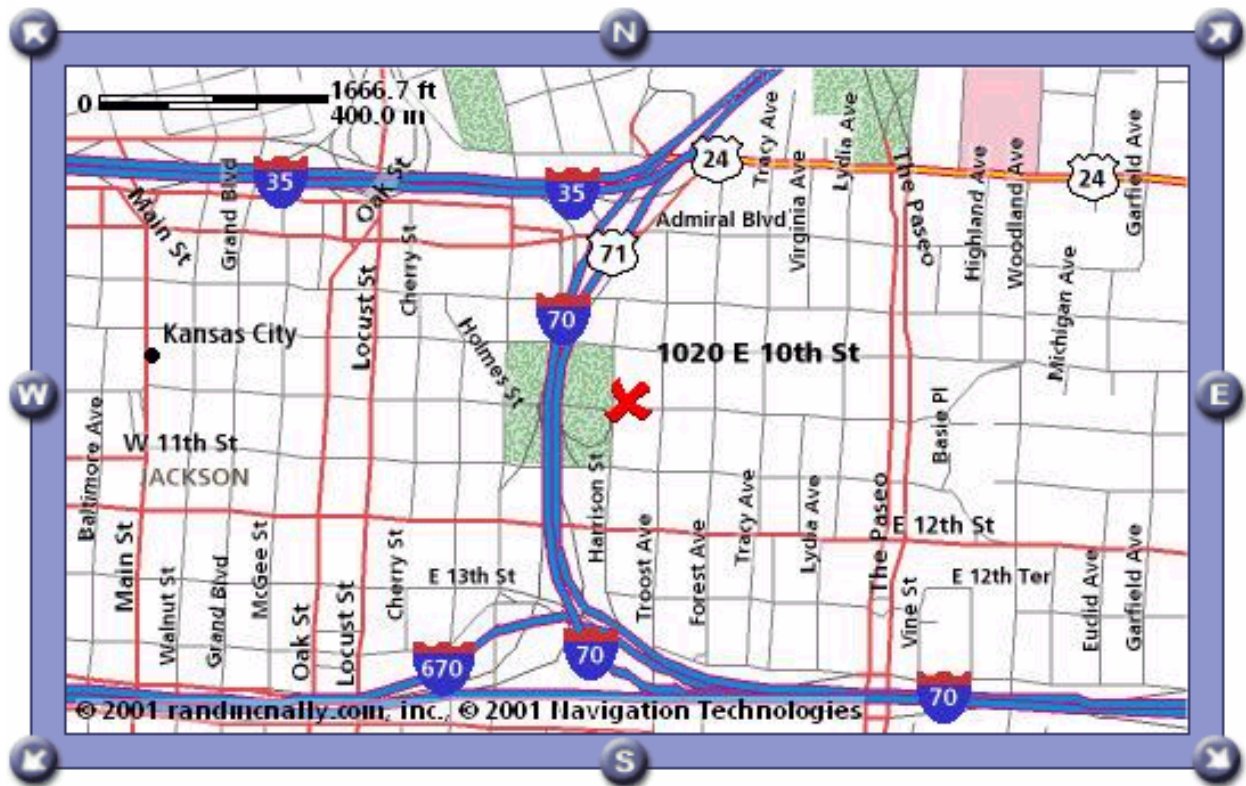 N
0
1666.7 ft
400.0 m
35
35
24
24
Main St
Grand Blvd
Oak St
Cherry St
Locust St
Admiral Blvd
71
70
Tracy Ave
Virginia Ave
Lydia Ave
The Paseo
Highland Ave
Woodland Ave
Garfield Ave
Michigan Ave
Kansas City
Holmes St
1020 E 10th St
W
E
W 11th St
JACKSON
Baltimore Ave
Basie Pl
Harrison St
E 12th St
Main St
Walnut St
Grand Blvd
McGee St
Oak St
Locust St
Cherry St
E 13th St
Troost Ave
Forest Ave
Tracy Ave
Lydia Ave
The Paseo
Vine St
E 12th Ter
Euclid Ave
Garfield Ave
670
70
70
© 2001 randmcnally.com, inc., © 2001 Navigation Technologies
S